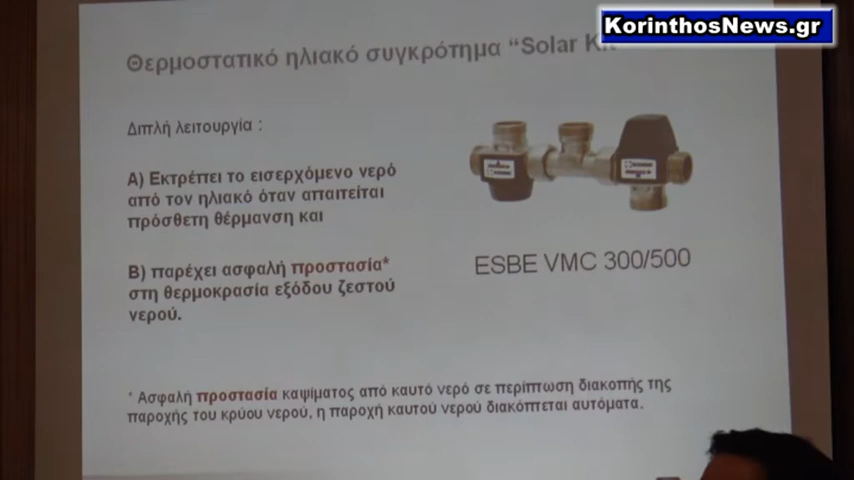 KorinthosNews.gr
Θερμοστατικό ηλιακό συγκρότημα “Solar
Διπλή λειτουργία :
Α) Εκτρέπει το εισερχόμενο νερό
από τον ηλιακό όταν απαιτείται
πρόσθετη θέρμανση και
Β) παρέχει ασφαλή προστασία*
στη θερμοκρασία εξόδου ζεστού
νερού.
ESBE VMC 300/500
* Ασφαλή προστασία καψίματος από καυτό νερό σε περίπτωση διακοπής της
παροχής του κρύου νερού, η παροχή καυτού νερού διακόπτεται αυτόματα.